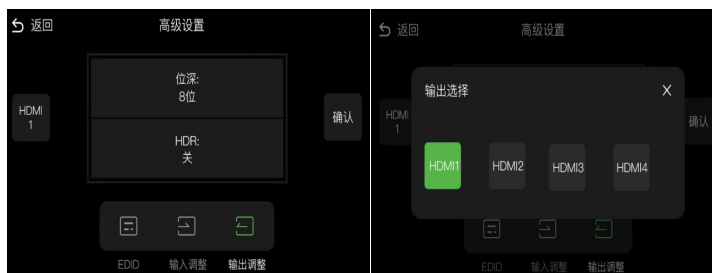 返回
高级设置
位深:
8位
HDMI
1
确认
HDR:
关
EDID
输入调整
输出调整
返回
高级设置
输出选择
X
HDMI
1
确认
HDMI1
HDMI2
HDMI3
HDMI4
EDID
输入调整
输出调整